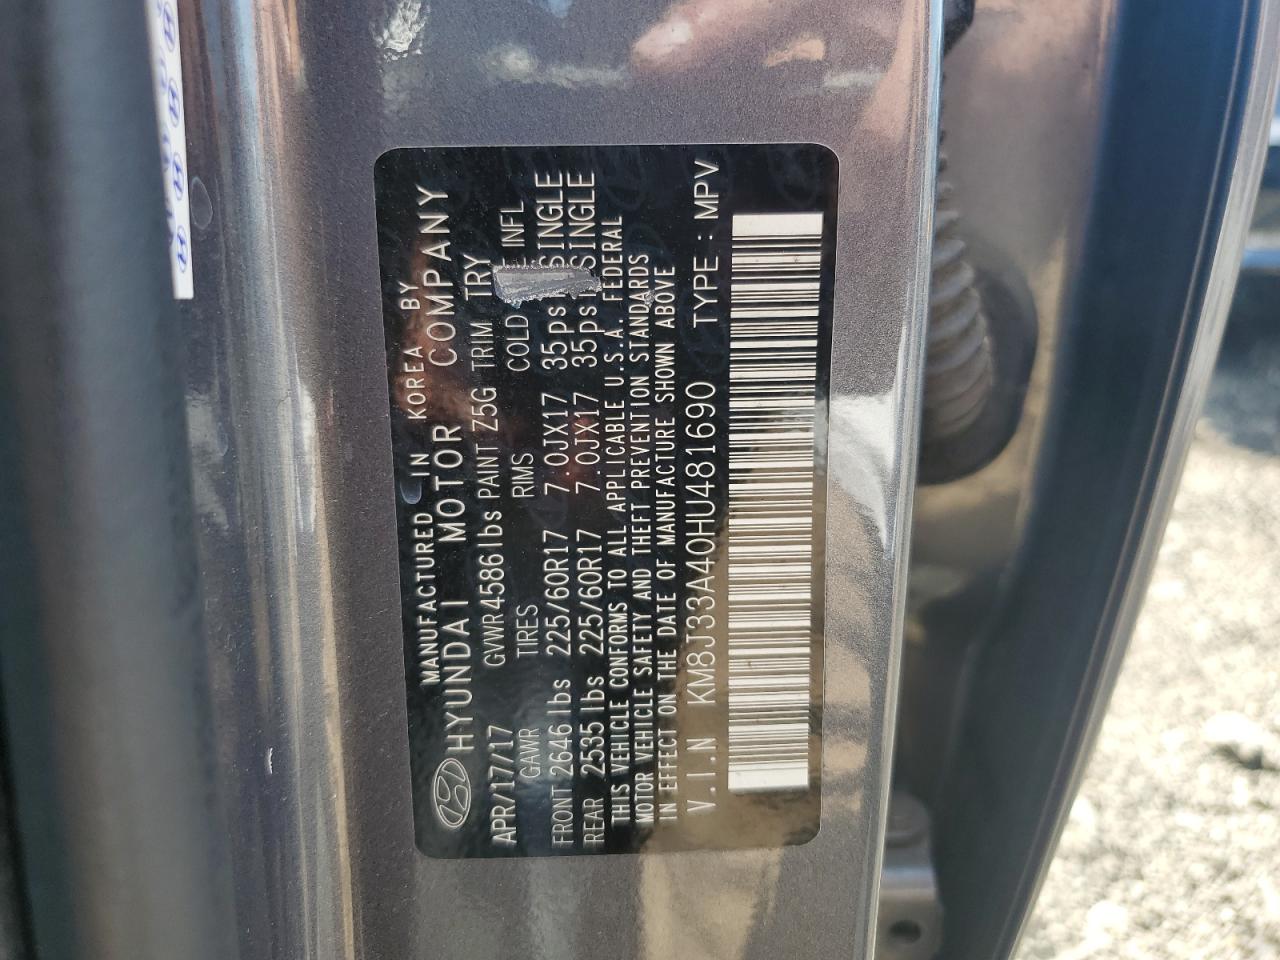 MANUFACTURED IN KOREA BY
HYUNDAI MOTOR COMPANY
APR/17/17 GVWR 4586 lbs PAINT Z5G TRIM TRY
GAWR TIRES RIMS COLD INFL
FRONT 2646 lbs 225/60R17 7.0JX17 35psi SINGLE
REAR 2535 lbs 225/60R17 7.0JX17 35psi SINGLE
THIS VEHICLE CONFORMS TO ALL APPLICABLE U.S.A. FEDERAL
MOTOR VEHICLE SAFETY AND THEFT PREVENTION STANDARDS
IN EFFECT ON THE DATE OF MANUFACTURE SHOWN ABOVE
V.I.N KM8J33A40HU481690 TYPE : MPV